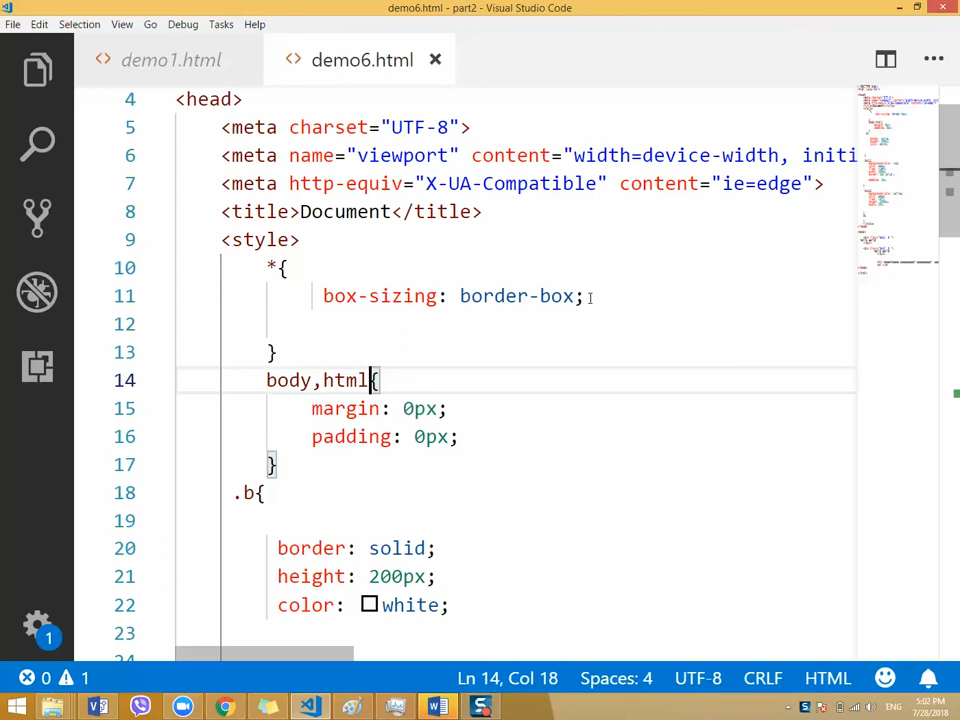 demo6.html - part2 - Visual Studio Code
File Edit Selection View Go Debug Tasks Help
demo1.html demo6.html
4 <head>
5 <meta charset="UTF-8">
6 <meta name="viewport" content="width=device-width, initi
7 <meta http-equiv="X-UA-Compatible" content="ie=edge">
8 <title>Document</title>
9 <style>
10 *{
11 box-sizing: border-box;
12
13 }
14 body,html{
15 margin: 0px;
16 padding: 0px;
17 }
18 .b{
19
20 border: solid;
21 height: 200px;
22 color: white;
23
24
1
0 1 Ln 14, Col 18 Spaces: 4 UTF-8 CRLF HTML
ENG 5:02 PM
7/28/2018